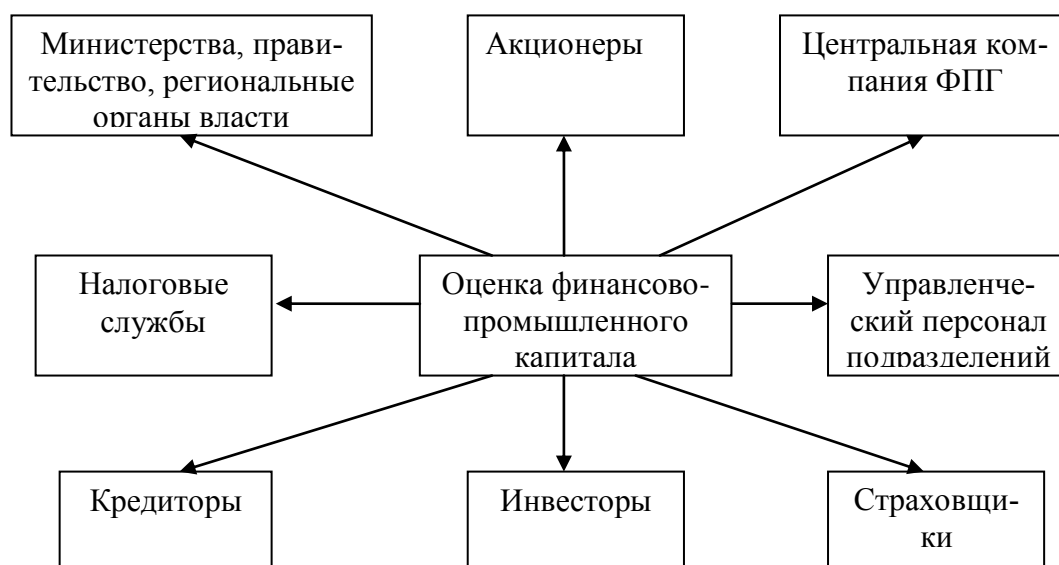 Министерства, прави-
тельство, региональные
органы власти
Акционеры
Центральная ком-
пания ФПГ
Налоговые
службы
Оценка финансово-
промышленного
капитала
Управленче-
ский персонал
подразделений
Кредиторы
Инвесторы
Страховщи-
ки